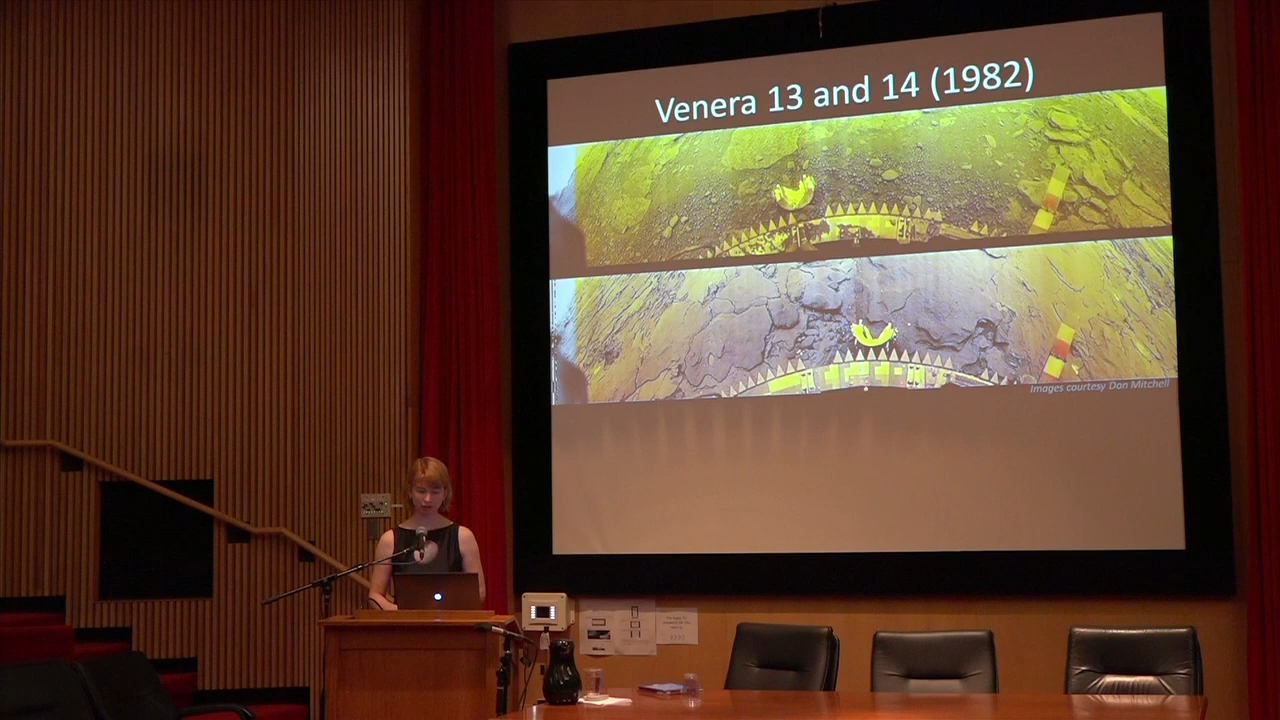 Venera 13 and 14 (1982)
Images courtesy Don Mitchell